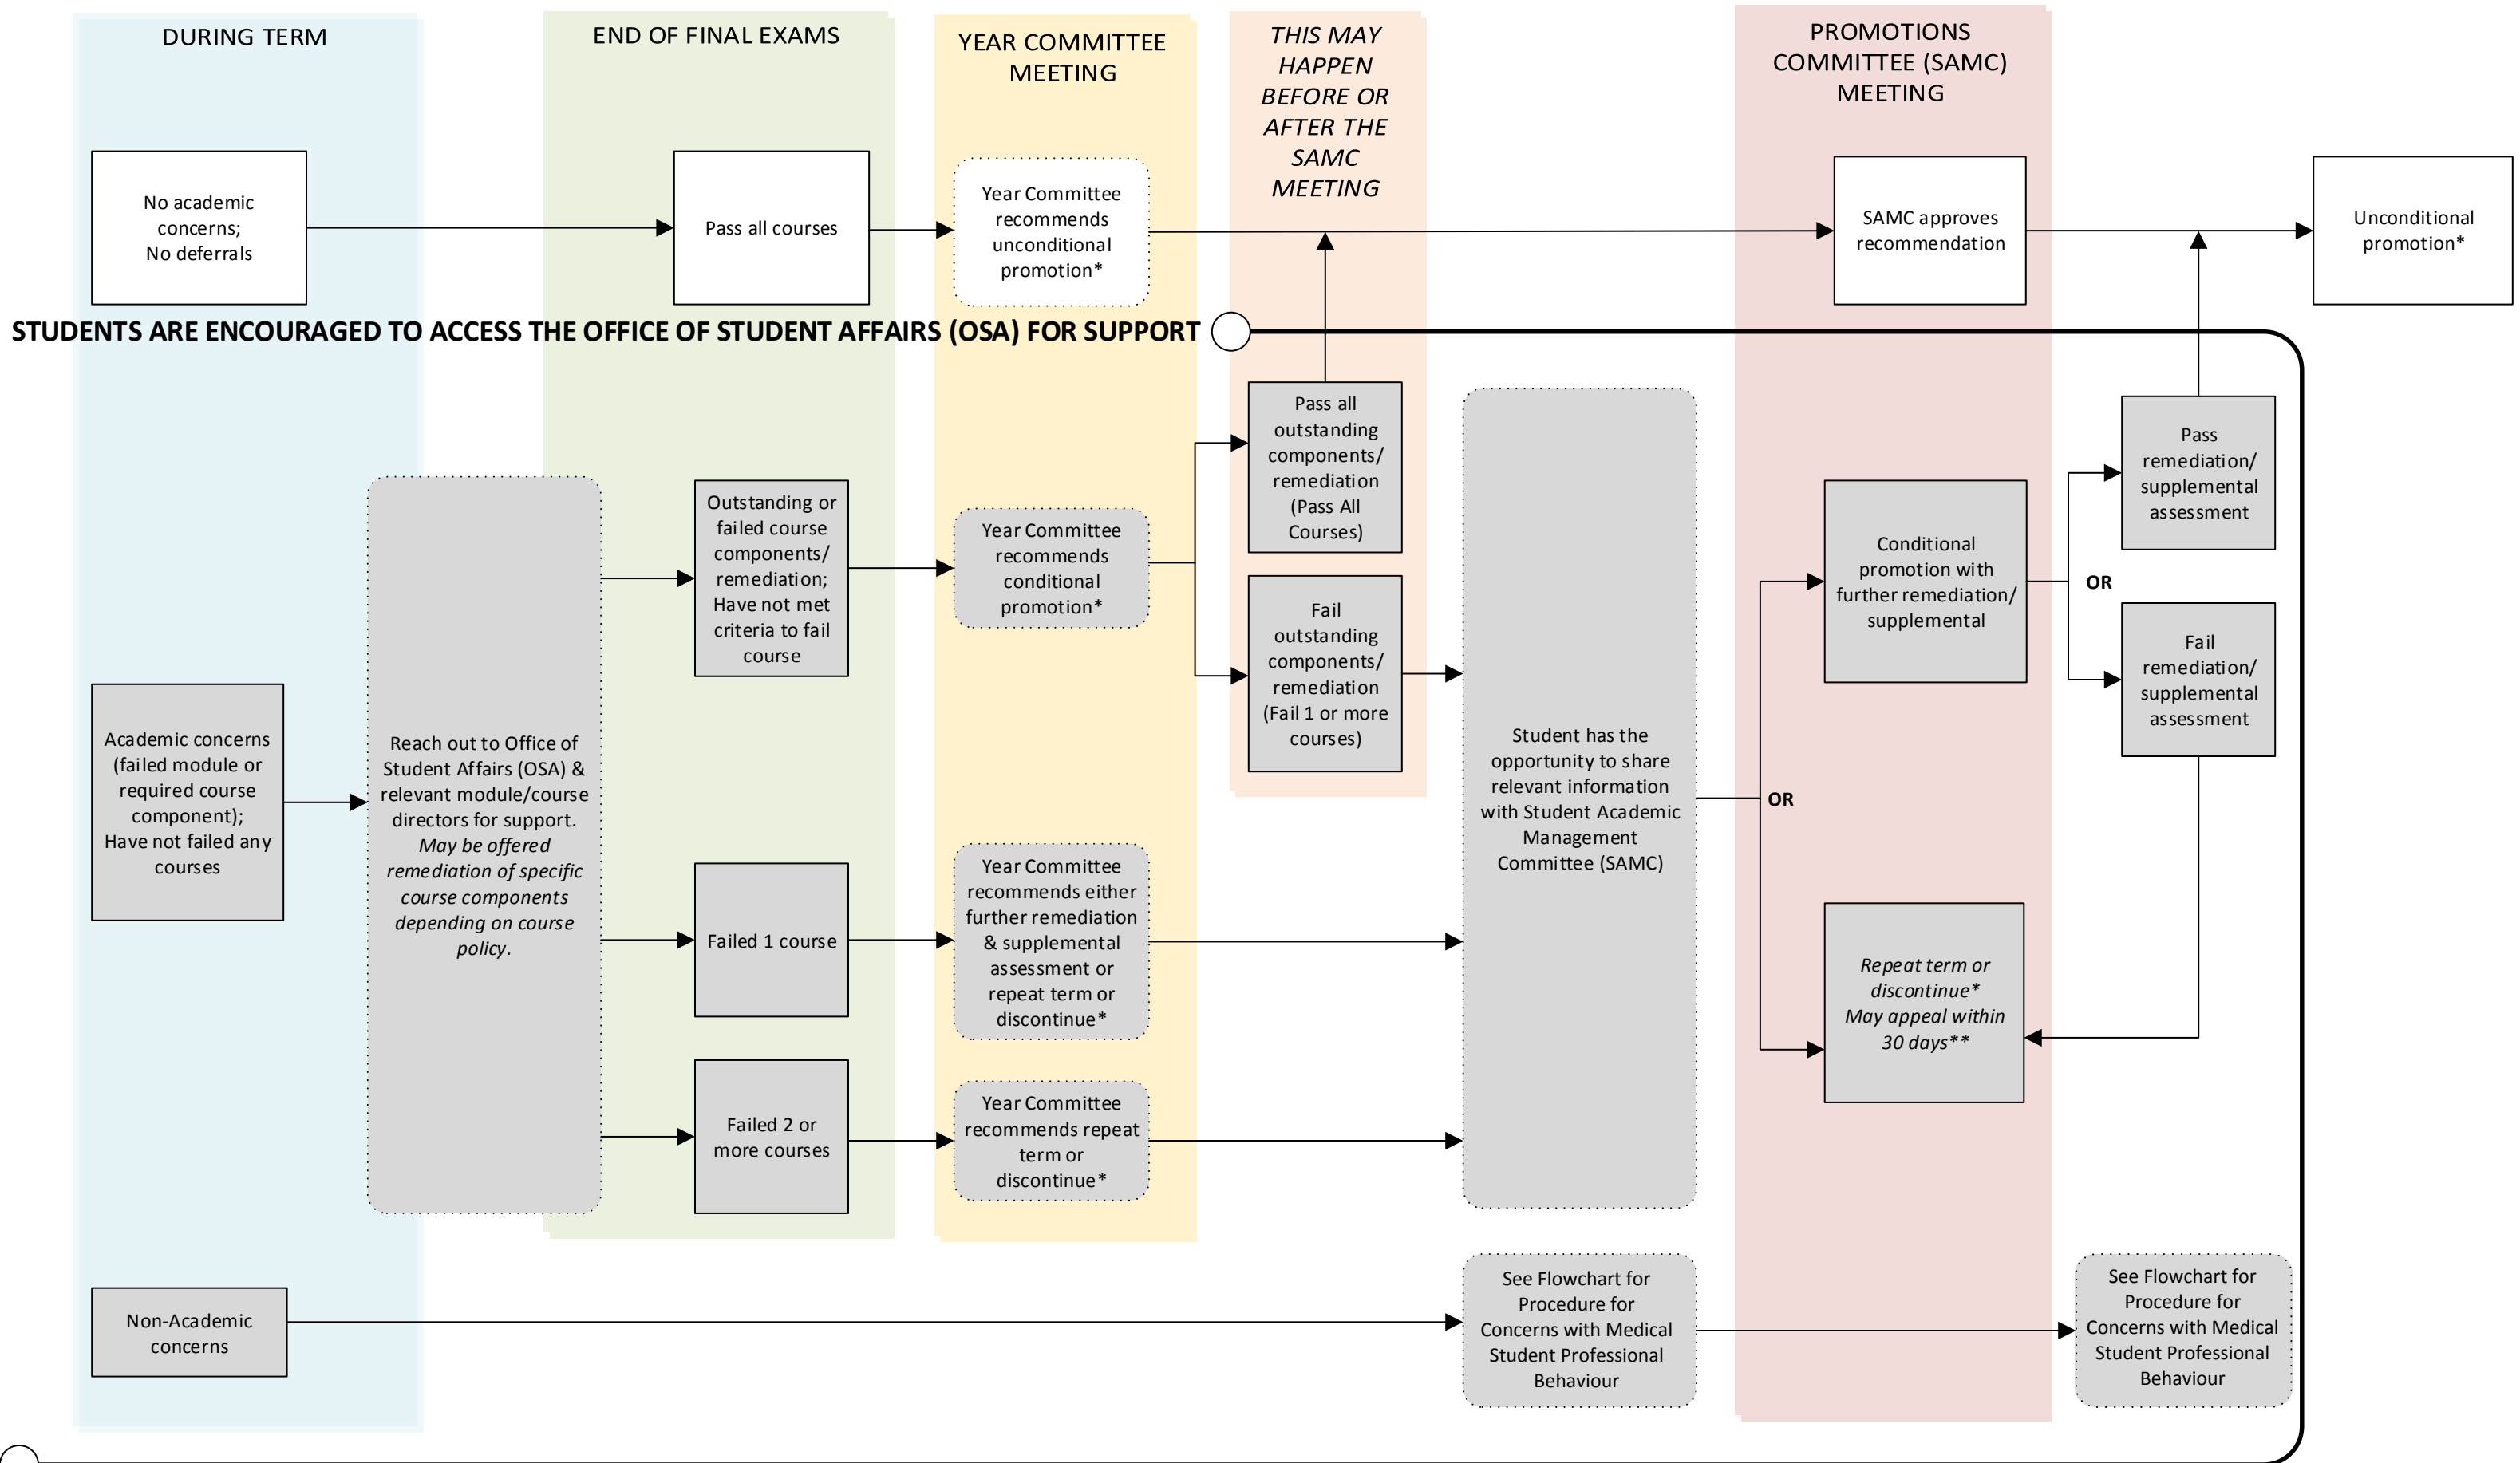 DURING TERM
END OF FINAL EXAMS
YEAR COMMITTEE
MEETING
THIS MAY
HAPPEN
BEFORE OR
AFTER THE
SAMC
MEETING
PROMOTIONS
COMMITTEE (SAMC)
MEETING
No academic
concerns;
No deferrals
Pass all courses
Year Committee
recommends
unconditional
promotion*
SAMC approves
recommendation
Unconditional
promotion*
STUDENTS ARE ENCOURAGED TO ACCESS THE OFFICE OF STUDENT AFFAIRS (OSA) FOR SUPPORT
Academic concerns
(failed module or
required course
component);
Have not failed any
courses
Reach out to Office of
Student Affairs (OSA) &
relevant module/course
directors for support.
May be offered
remediation of specific
course components
depending on course
policy.
Outstanding or
failed course
components/
remediation;
Have not met
criteria to fail
course
Year Committee
recommends
conditional
promotion*
Pass all
outstanding
components/
remediation
(Pass All
Courses)
Fail
outstanding
components/
remediation
(Fail 1 or more
courses)
Failed 1 course
Year Committee
recommends either
further remediation
& supplemental
assessment or
repeat term or
discontinue*
Failed 2 or
more courses
Year Committee
recommends repeat
term or
discontinue*
Student has the
opportunity to share
relevant information
with Student Academic
Management
Committee (SAMC)
OR
Conditional
promotion with
further remediation/
supplemental
OR
Pass
remediation/
supplemental
assessment
Fail
remediation/
supplemental
assessment
Repeat term or
discontinue*
May appeal within
30 days**
Non-Academic
concerns
See Flowchart for
Procedure for
Concerns with Medical
Student Professional
Behaviour
See Flowchart for
Procedure for
Concerns with Medical
Student Professional
Behaviour